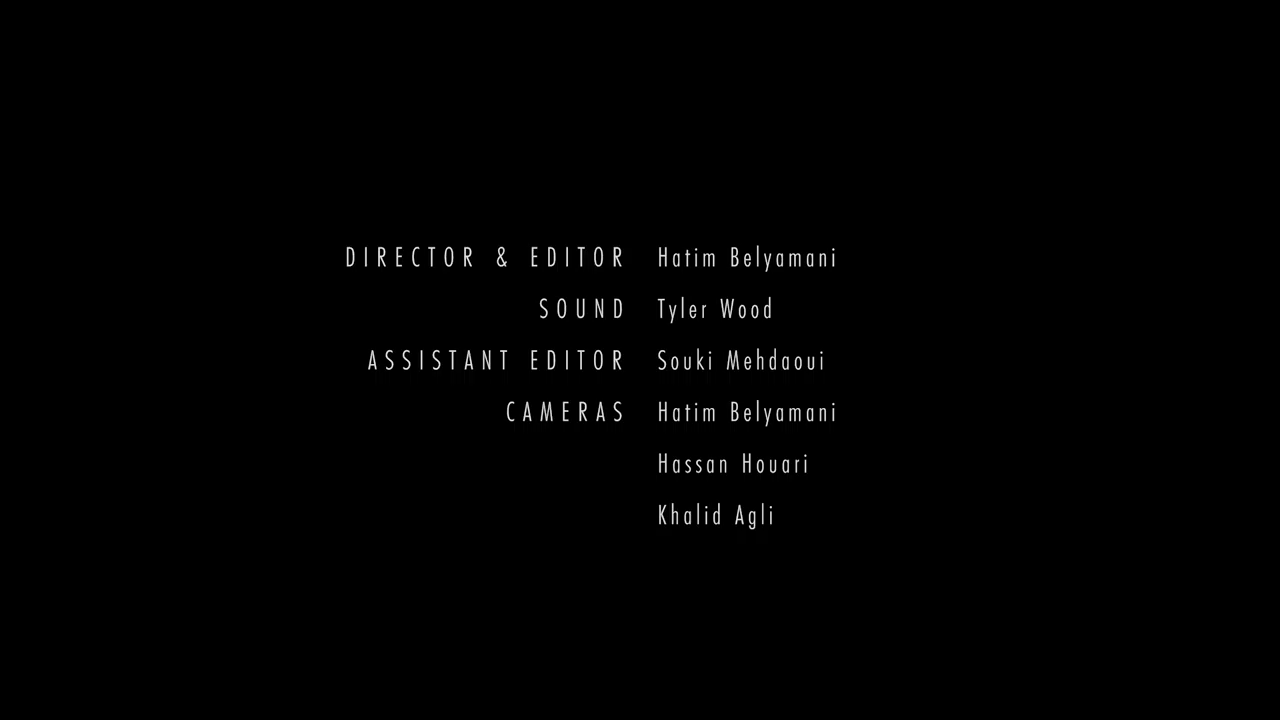 DIRECTOR & EDITOR Hatim Belyamani
SOUND Tyler Wood
ASSISTANT EDITOR Souki Mehdaoui
CAMERAS Hatim Belyamani
Hassan Houari
Khalid Agli